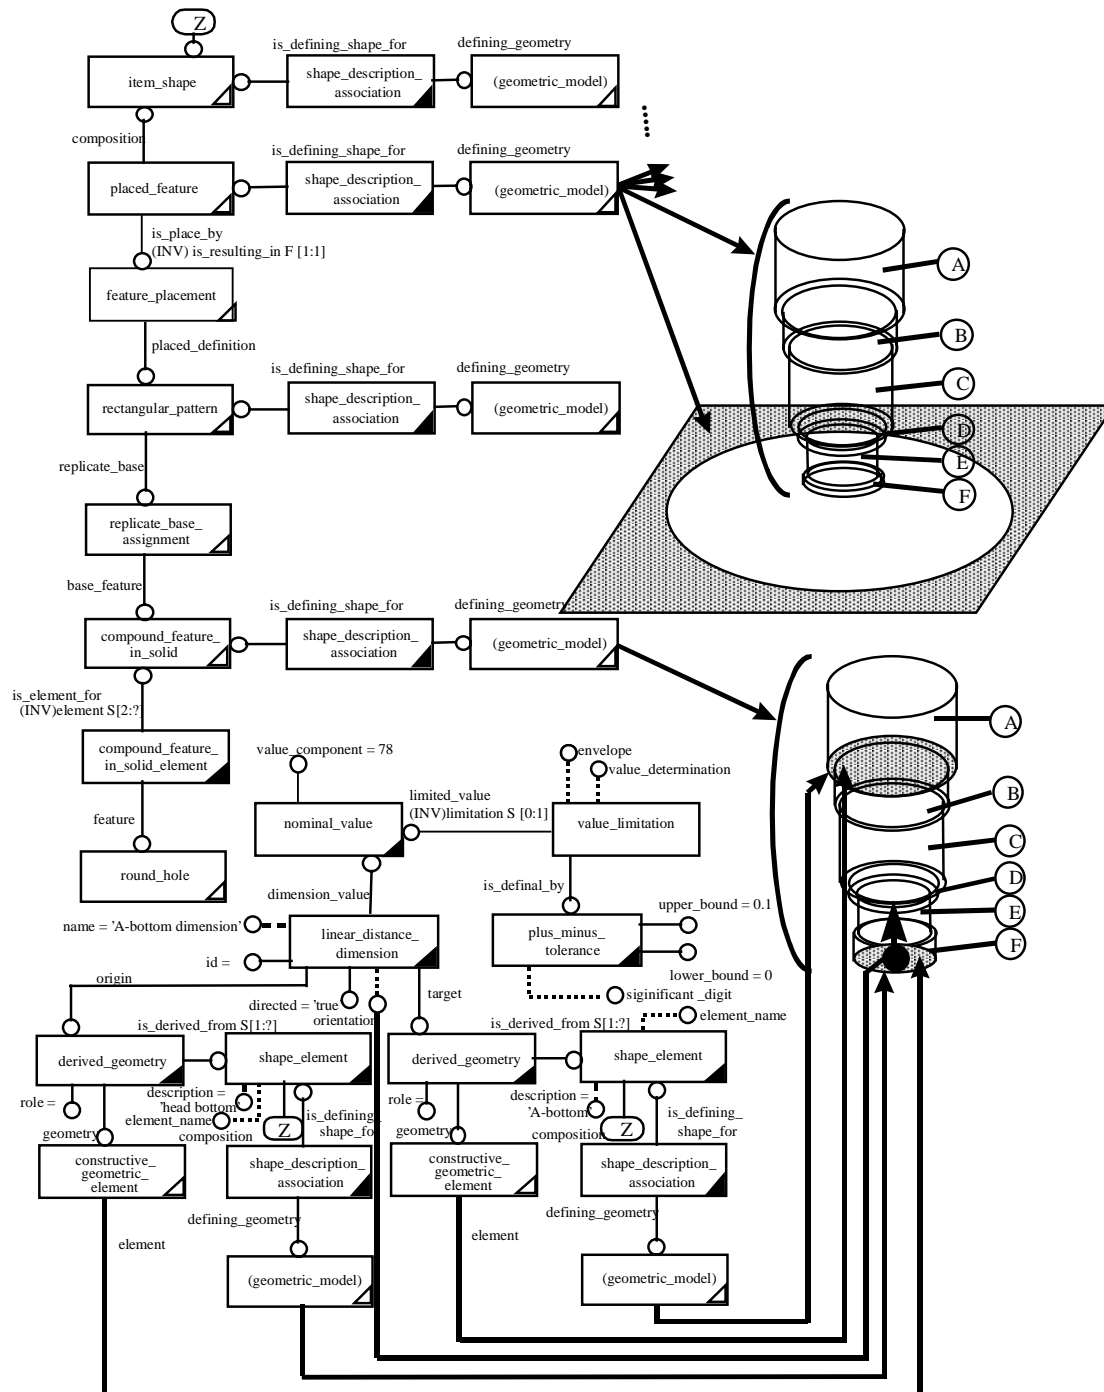 Z
is_defining_shape_for
defining_geometry
item_shape
shape_description_
association
(geometric_model)
composition
is_defining_shape_for
defining_geometry
placed_feature
shape_description_
association
(geometric_model)
is_place_by
(INV) is_resulting_in F [1:1]
feature_placement
placed_definition
is_defining_shape_for
defining_geometry
rectangular_pattern
shape_description_
association
(geometric_model)
replicate_base
replicate_base_
assignment
base_feature
is_defining_shape_for
defining_geometry
compound_feature_
in_solid
shape_description_
association
(geometric_model)
is_element_for
(INV)element S[2:?]
compound_feature_
in_solid_element
feature
round_hole
A
B
C
D
E
F
A
B
C
D
E
F
value_component = 78
envelope
value_determination
limited_value
(INV)limitation S [0:1]
nominal_value
value_limitation
dimension_value
is_definal_by
upper_bound = 0.1
name = 'A-bottom dimension'
linear_distance_
dimension
plus_minus_
tolerance
id =
lower_bound = 0
origin
directed = 'true
orientation
target
siginificant _digit
element_name
is_derived_from S[1:?]
is_derived_from S[1:?]
derived_geometry
shape_element
derived_geometry
shape_element
role =
description =
'head bottom'
element_name
composition
Z
is_defining_
shape_for
role =
description =
'A-bottom'
composition
Z
is_defining_
shape_for
geometry
geometry
constructive_
geometric_
element
shape_description_
association
constructive_
geometric_
element
shape_description_
association
element
defining_geometry
element
defining_geometry
(geometric_model)
(geometric_model)